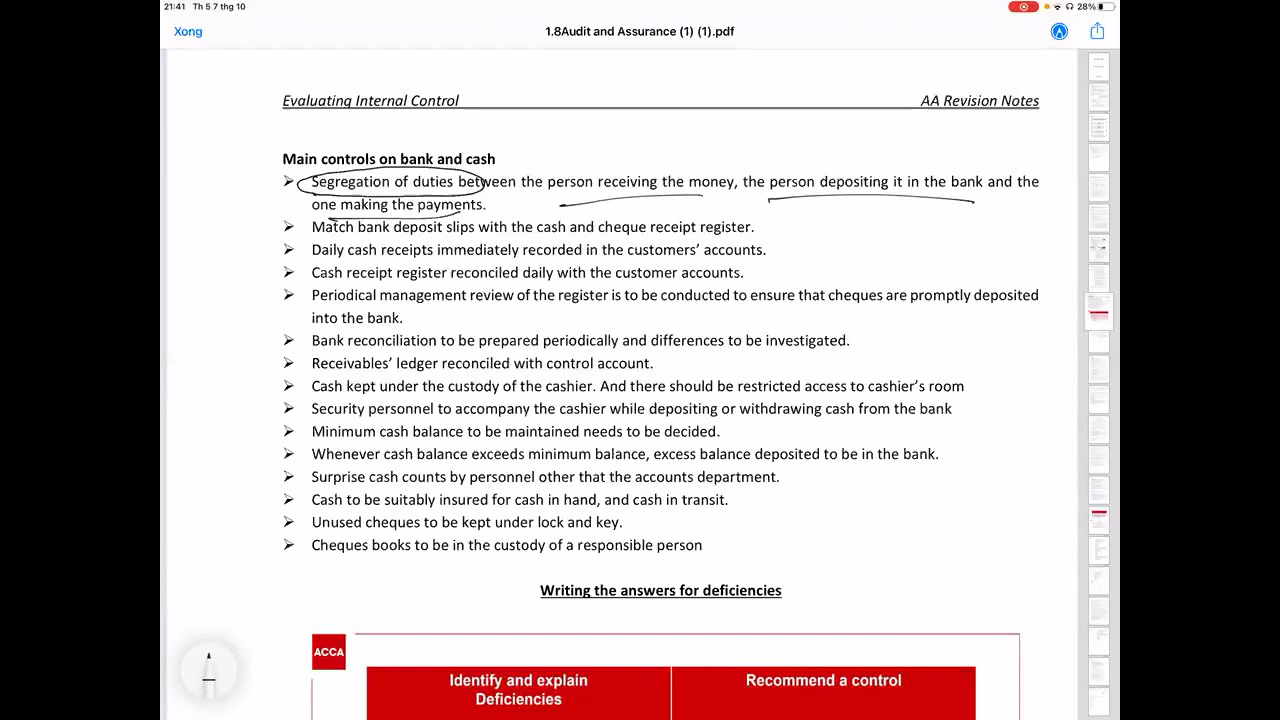 21:41 Th 5 7 thg 10
28%
Xong
1.8Audit and Assurance (1) (1).pdf
Evaluating Internal Control
AA Revision Notes
Main controls on bank and cash
➢ Segregation of duties between the person receiving the money, the person depositing it in the bank and the
one making the payments.
➢ Match bank deposit slips with the cash and cheque receipt register.
➢ Daily cash receipts immediately recorded in the customers’ accounts.
➢ Cash receipt register reconciled daily with the customer accounts.
➢ Periodical management review of the register is to be conducted to ensure that cheques are promptly deposited
into the bank.
➢ Bank reconciliation to be prepared periodically and differences to be investigated.
➢ Receivables’ ledger reconciled with control account.
➢ Cash kept under the custody of the cashier. And there should be restricted access to cashier’s room
➢ Security personnel to accompany the cashier while depositing or withdrawing cash from the bank
➢ Minimum cash balance to be maintained needs to be decided.
➢ Whenever cash balance exceeds minimum balance, excess balance deposited to be in the bank.
➢ Surprise cash counts by personnel other that the accounts department.
➢ Cash to be suitably insured for cash in hand, and cash in transit.
➢ Unused cheques to be kept under lock and key.
➢ Cheques books to be in the custody of a responsible person
Writing the answers for deficiencies
ACCA
Identify and explain
Deficiencies
Recommend a control